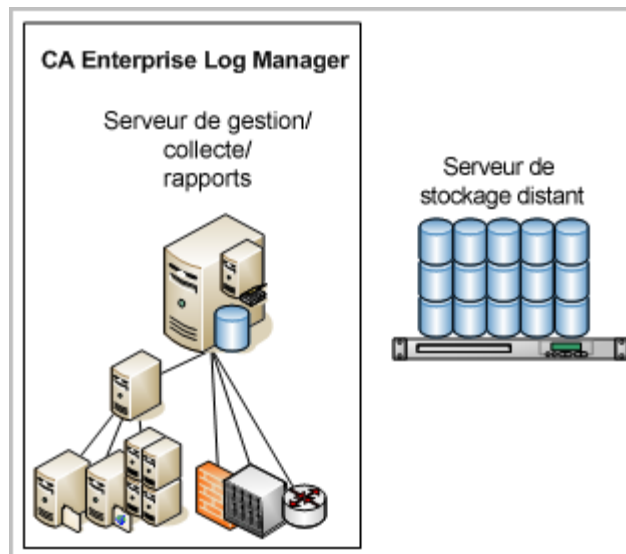 CA Enterprise Log Manager
Serveur de gestion/
collecte/
rapports
Serveur de
stockage distant